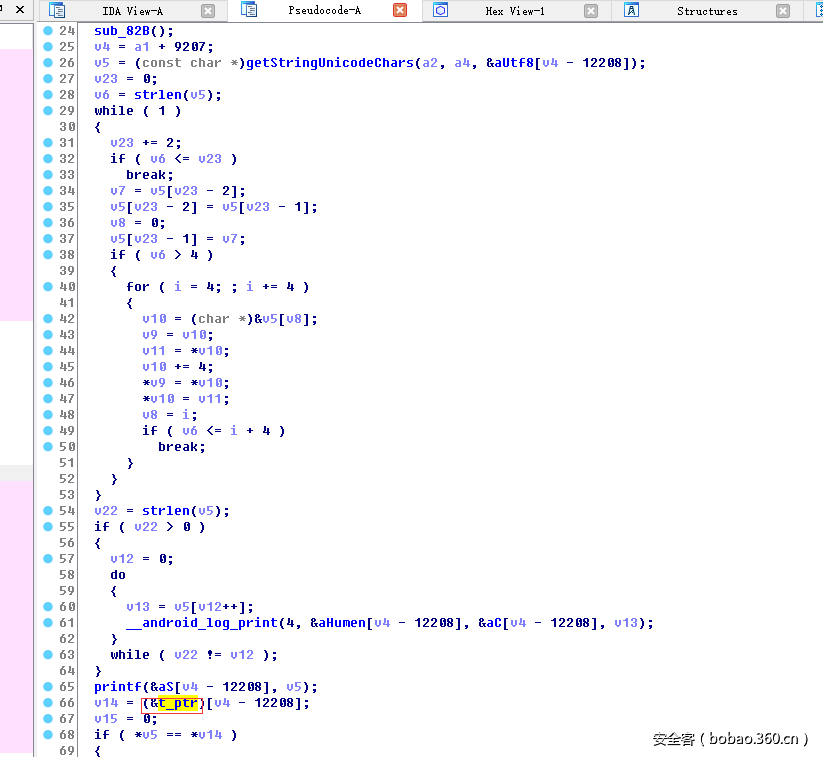 IDA View-A Pseudocode-A Hex View-1 Structures
24 sub_82B();
25 v4 = a1 + 9207;
26 v5 = (const char *)getStringUnicodeChars(a2, a4, &aUtf8[v4 - 12208]);
27 v23 = 0;
28 v6 = strlen(v5);
29 while ( 1 )
30 {
31 v23 += 2;
32 if ( v6 <= v23 )
33 break;
34 v7 = v5[v23 - 2];
35 v5[v23 - 2] = v5[v23 - 1];
36 v8 = 0;
37 v5[v23 - 1] = v7;
38 if ( v6 > 4 )
39 {
40 for ( i = 4; ; i += 4 )
41 {
42 v10 = (char *)&v5[v8];
43 v9 = v10;
44 v11 = *v10;
45 v10 += 4;
46 *v9 = *v10;
47 *v10 = v11;
48 v8 = i;
49 if ( v6 <= i + 4 )
50 break;
51 }
52 }
53 }
54 v22 = strlen(v5);
55 if ( v22 > 0 )
56 {
57 v12 = 0;
58 do
59 {
60 v13 = v5[v12++];
61 __android_log_print(4, &aHumen[v4 - 12208], &aC[v4 - 12208], v13);
62 }
63 while ( v22 != v12 );
64 }
65 printf(&aS[v4 - 12208], v5);
66 v14 = (&t_ptr)[v4 - 12208];
67 v15 = 0;
68 if ( *v5 == *v14 )
69 {
安全客 ( bobao.360.cn )